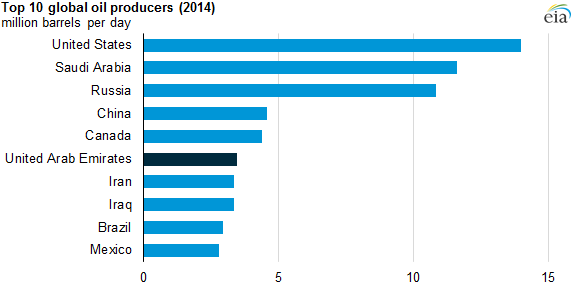 Top 10 global oil producers (2014)
million barrels per day
eia
United States
Saudi Arabia
Russia
China
Canada
United Arab Emirates
Iran
Iraq
Brazil
Mexico
0 5 10 15